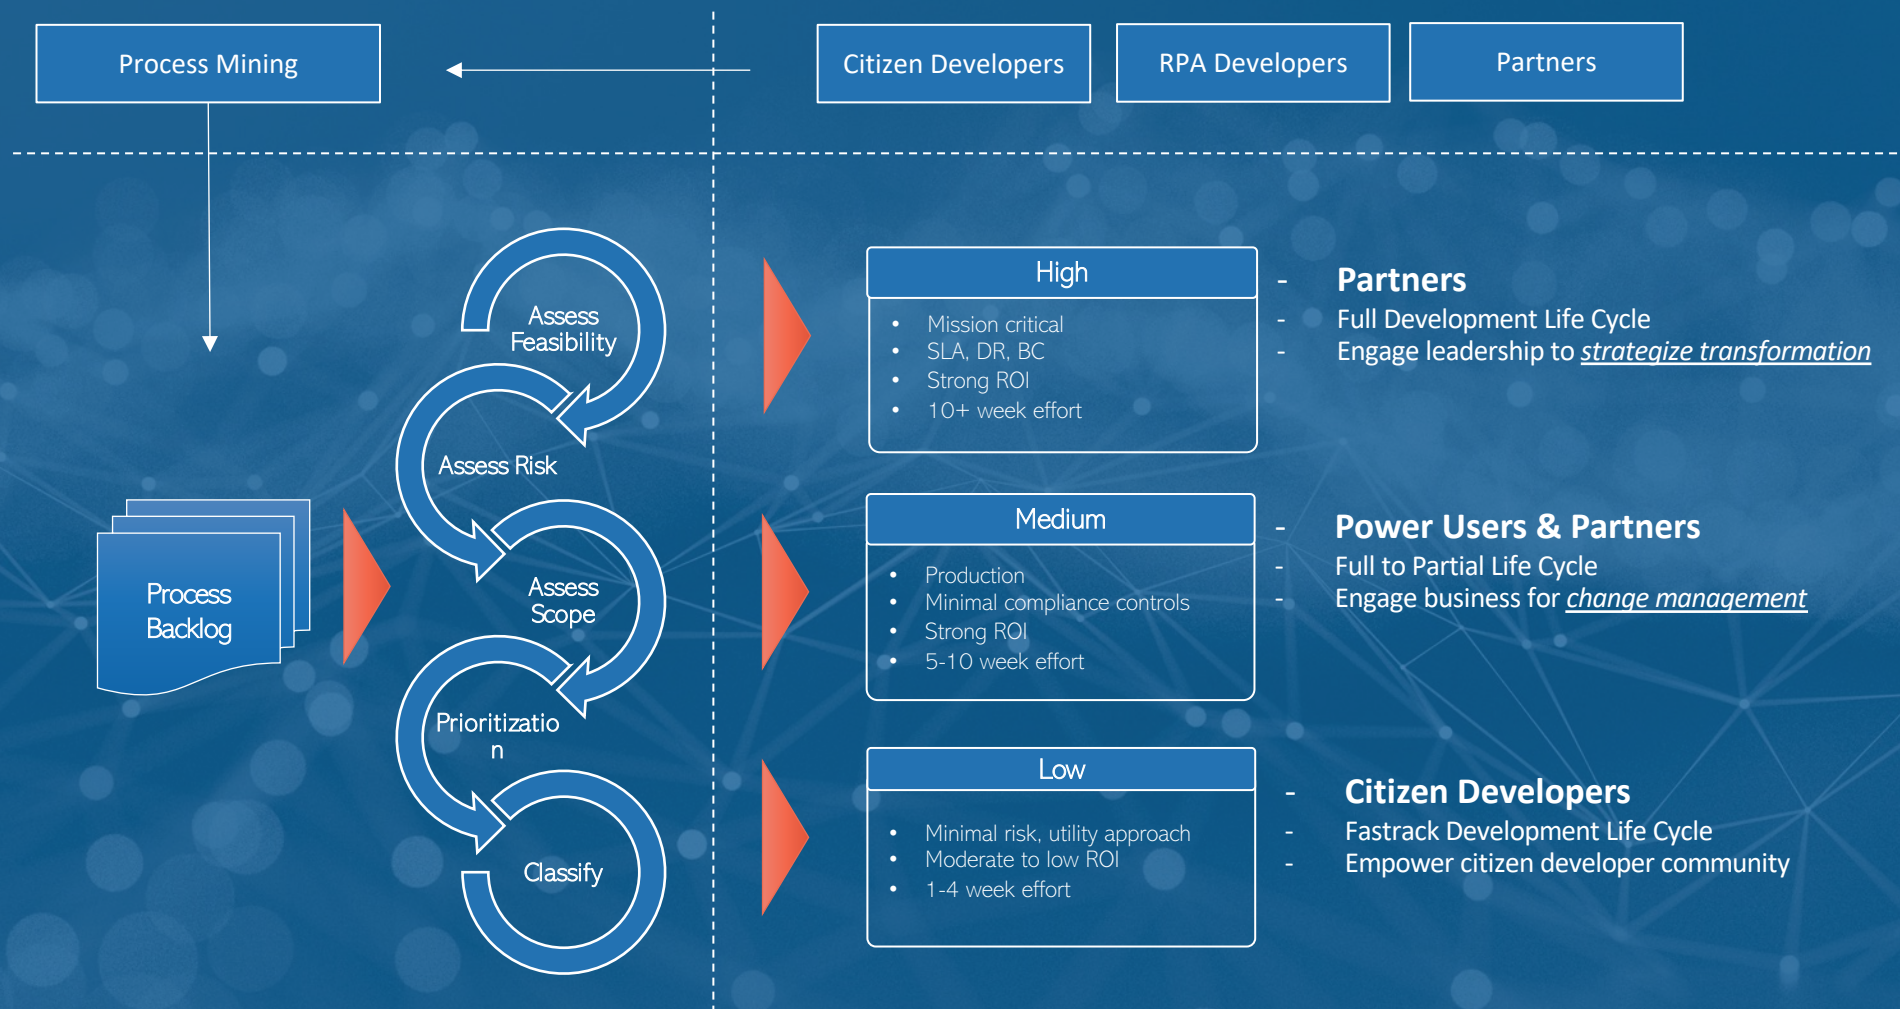 Process Mining
Citizen Developers
RPA Developers
Partners
Assess
Feasibility
Assess Risk
Assess
Scope
Prioritizatio
n
Classify
Process
Backlog
High
• Mission critical
• SLA, DR, BC
• Strong ROI
• 10+ week effort
- Partners
- Full Development Life Cycle
- Engage leadership to strategize transformation
Medium
• Production
• Minimal compliance controls
• Strong ROI
• 5-10 week effort
- Power Users & Partners
- Full to Partial Life Cycle
- Engage business for change management
Low
• Minimal risk, utility approach
• Moderate to low ROI
• 1-4 week effort
- Citizen Developers
- Fastrack Development Life Cycle
- Empower citizen developer community